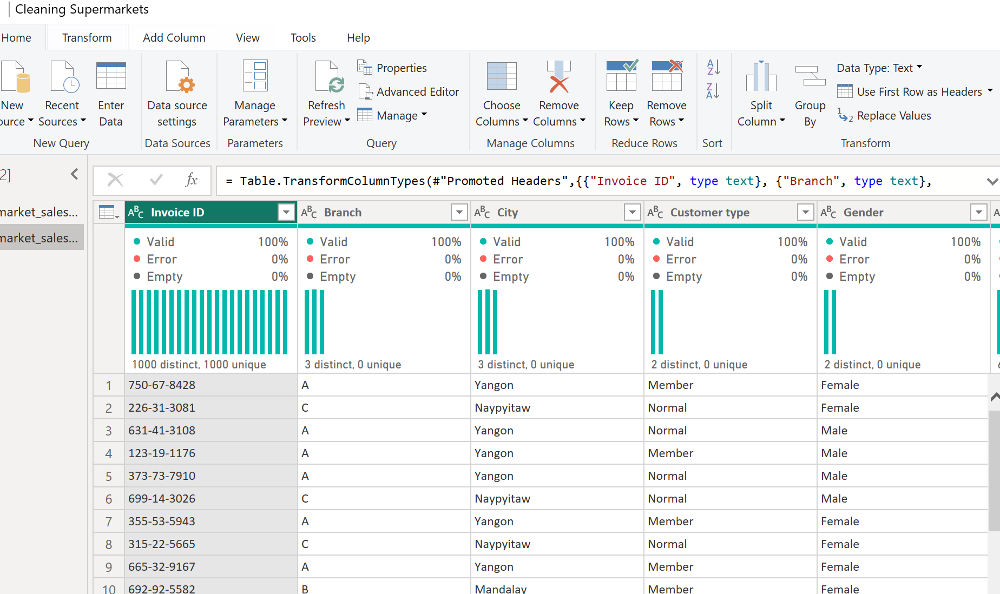 Cleaning Supermarkets
Home Transform Add Column View Tools Help
New Recent Enter Data source Manage Refresh Properties Advanced Editor Manage Choose Remove Keep Remove Split Group Data Type: Text
Sources Data settings Parameters Preview Columns Columns Rows Rows Column By Use First Row as Headers
Replace Values
New Query Data Sources Parameters Query Manage Columns Reduce Rows Sort Transform
2]
fx = Table.TransformColumnTypes(#"Promoted Headers",{{"Invoice ID", type text}, {"Branch", type text},
market_sales...
market_sales...
ABC Invoice ID ABC Branch ABC City ABC Customer type ABC Gender
Valid 100% Valid 100% Valid 100% Valid 100% Valid 100%
Error 0% Error 0% Error 0% Error 0% Error 0%
Empty 0% Empty 0% Empty 0% Empty 0% Empty 0%
1000 distinct, 1000 unique 3 distinct, 0 unique 3 distinct, 0 unique 2 distinct, 0 unique 2 distinct, 0 unique
1 750-67-8428 A Yangon Member Female
2 226-31-3081 C Naypyitaw Normal Female
3 631-41-3108 A Yangon Normal Male
4 123-19-1176 A Yangon Member Male
5 373-73-7910 A Yangon Normal Male
6 699-14-3026 C Naypyitaw Normal Male
7 355-53-5943 A Yangon Member Female
8 315-22-5665 C Naypyitaw Normal Female
9 665-32-9167 A Yangon Member Female
10 692-92-5582 B Mandalay Member Female